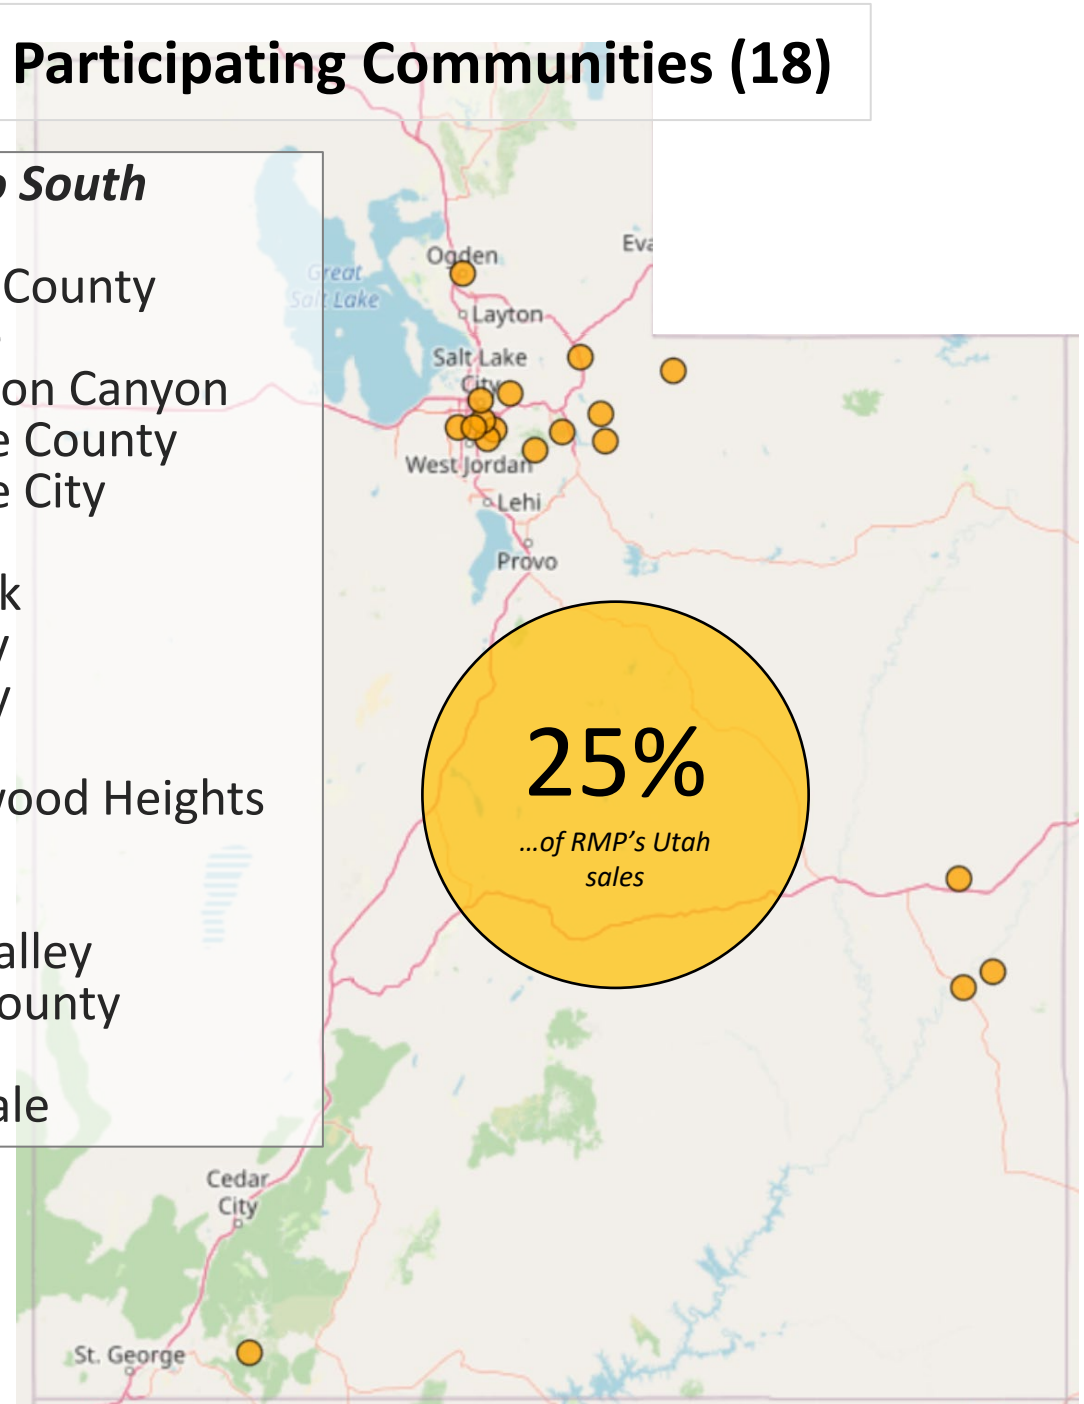 Participating Communities (18)
South
County
on Canyon
County
City
wood Heights
alley
ounty
ale
Great
Salt Lake
Ogden
Eva
Layton
Salt Lake
City
West Jordan
Lehi
Provo
25%
...of RMP's Utah
sales
Cedar
City
St. George